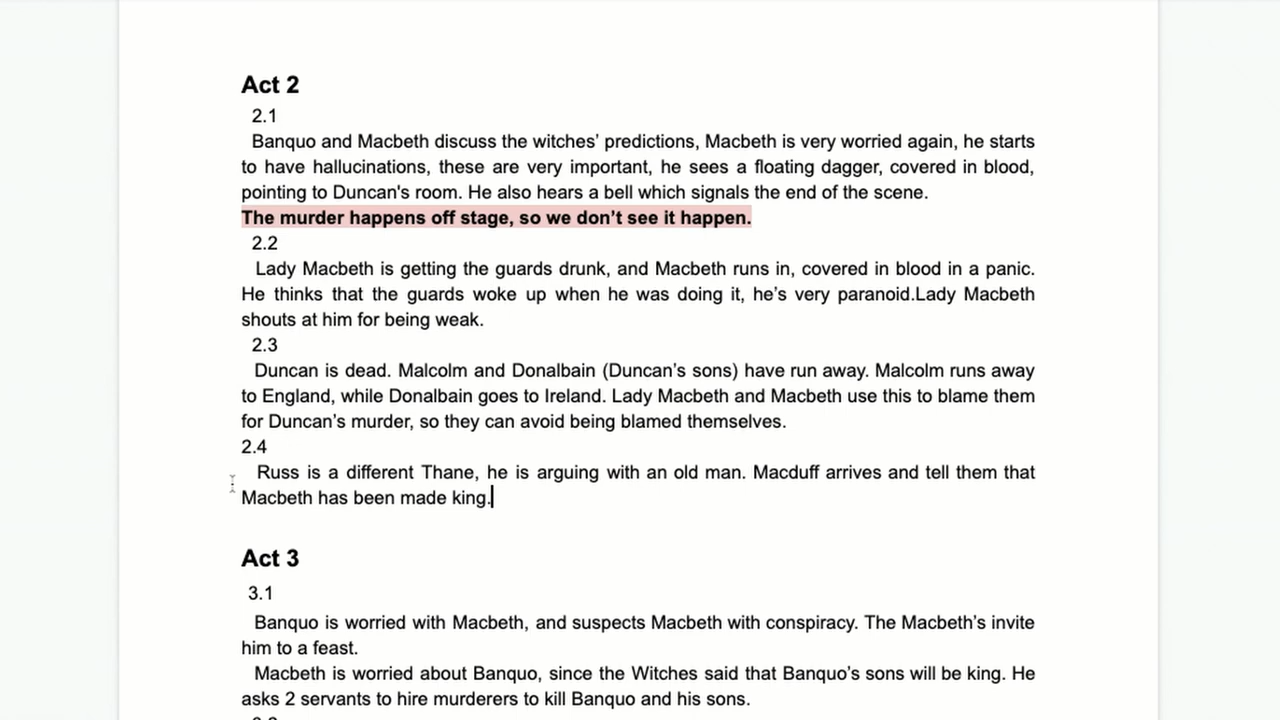 Act 2
2.1
Banquo and Macbeth discuss the witches’ predictions, Macbeth is very worried again, he starts
to have hallucinations, these are very important, he sees a floating dagger, covered in blood,
pointing to Duncan's room. He also hears a bell which signals the end of the scene.
The murder happens off stage, so we don’t see it happen.
2.2
Lady Macbeth is getting the guards drunk, and Macbeth runs in, covered in blood in a panic.
He thinks that the guards woke up when he was doing it, he’s very paranoid.Lady Macbeth
shouts at him for being weak.
2.3
Duncan is dead. Malcolm and Donalbain (Duncan’s sons) have run away. Malcolm runs away
to England, while Donalbain goes to Ireland. Lady Macbeth and Macbeth use this to blame them
for Duncan’s murder, so they can avoid being blamed themselves.
2.4
Russ is a different Thane, he is arguing with an old man. Macduff arrives and tell them that
Macbeth has been made king.
Act 3
3.1
Banquo is worried with Macbeth, and suspects Macbeth with conspiracy. The Macbeth’s invite
him to a feast.
Macbeth is worried about Banquo, since the Witches said that Banquo’s sons will be king. He
asks 2 servants to hire murderers to kill Banquo and his sons.